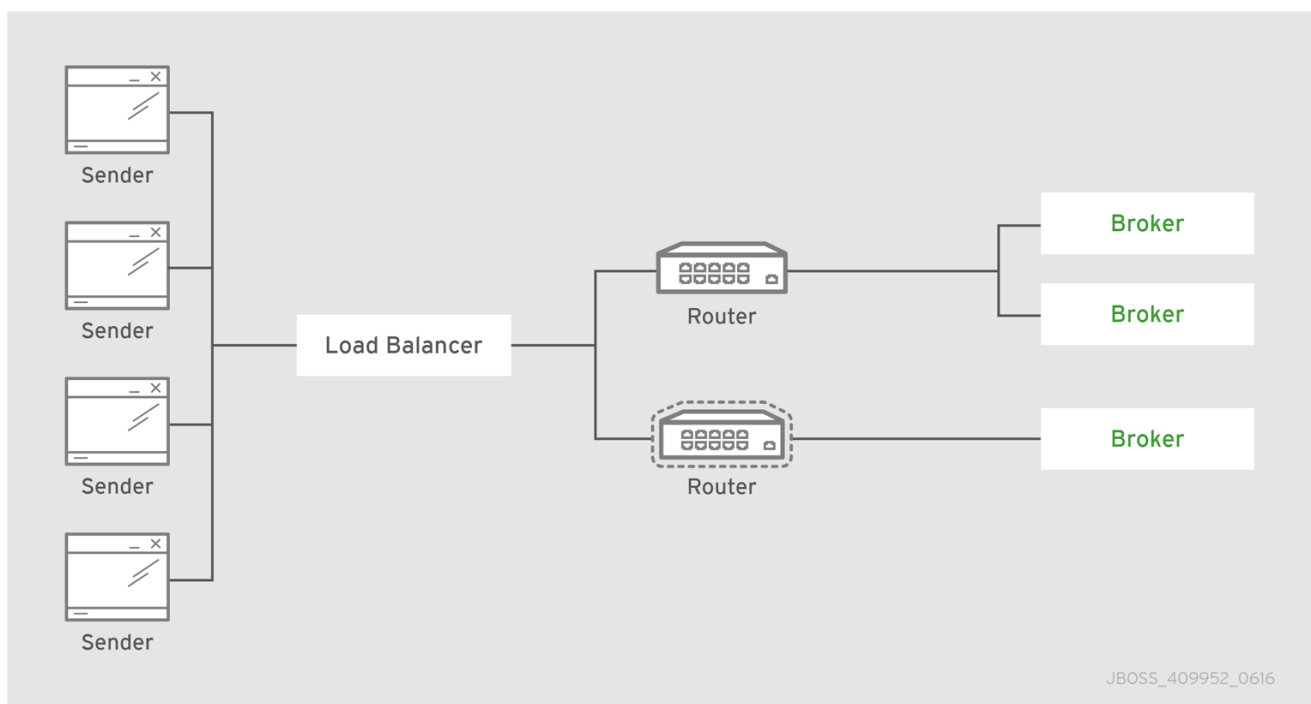 Sender
Sender
Sender
Sender
Load Balancer
Router
Router
Broker
Broker
Broker
JBOSS_409952_0616